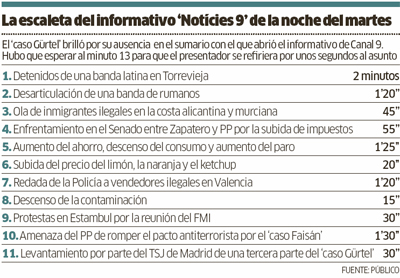 La escaleta del informativo ‘Notícies 9’ de la noche del martes
El ‘caso Gürtel’ brilló por su ausencia en el sumario con el que abrió el informativo de Canal 9.
Hubo que esperar al minuto 13 para que el presentador se refiriera por unos segundos al asunto
1. Detenidos de una banda latina en Torrevieja 2 minutos
2. Desarticulación de una banda de rumanos 1’20”
3. Ola de inmigrantes ilegales en la costa alicantina y murciana 45”
4. Enfrentamiento en el Senado entre Zapatero y PP por la subida de impuestos 55”
5. Aumento del ahorro, descenso del consumo y aumento del paro 1’25”
6. Subida del precio del limón, la naranja y el ketchup 20”
7. Redada de la Policía a vendedores ilegales en Valencia 1’20”
8. Descenso de la contaminación 15”
9. Protestas en Estambul por la reunión del FMI 30”
10. Amenaza del PP de romper el pacto antiterrorista por el ‘caso Faisán’ 1’30”
11. Levantamiento por parte del TSJ de Madrid de una tercera parte del ‘caso Gürtel’ 30”
FUENTE: PÚBLICO